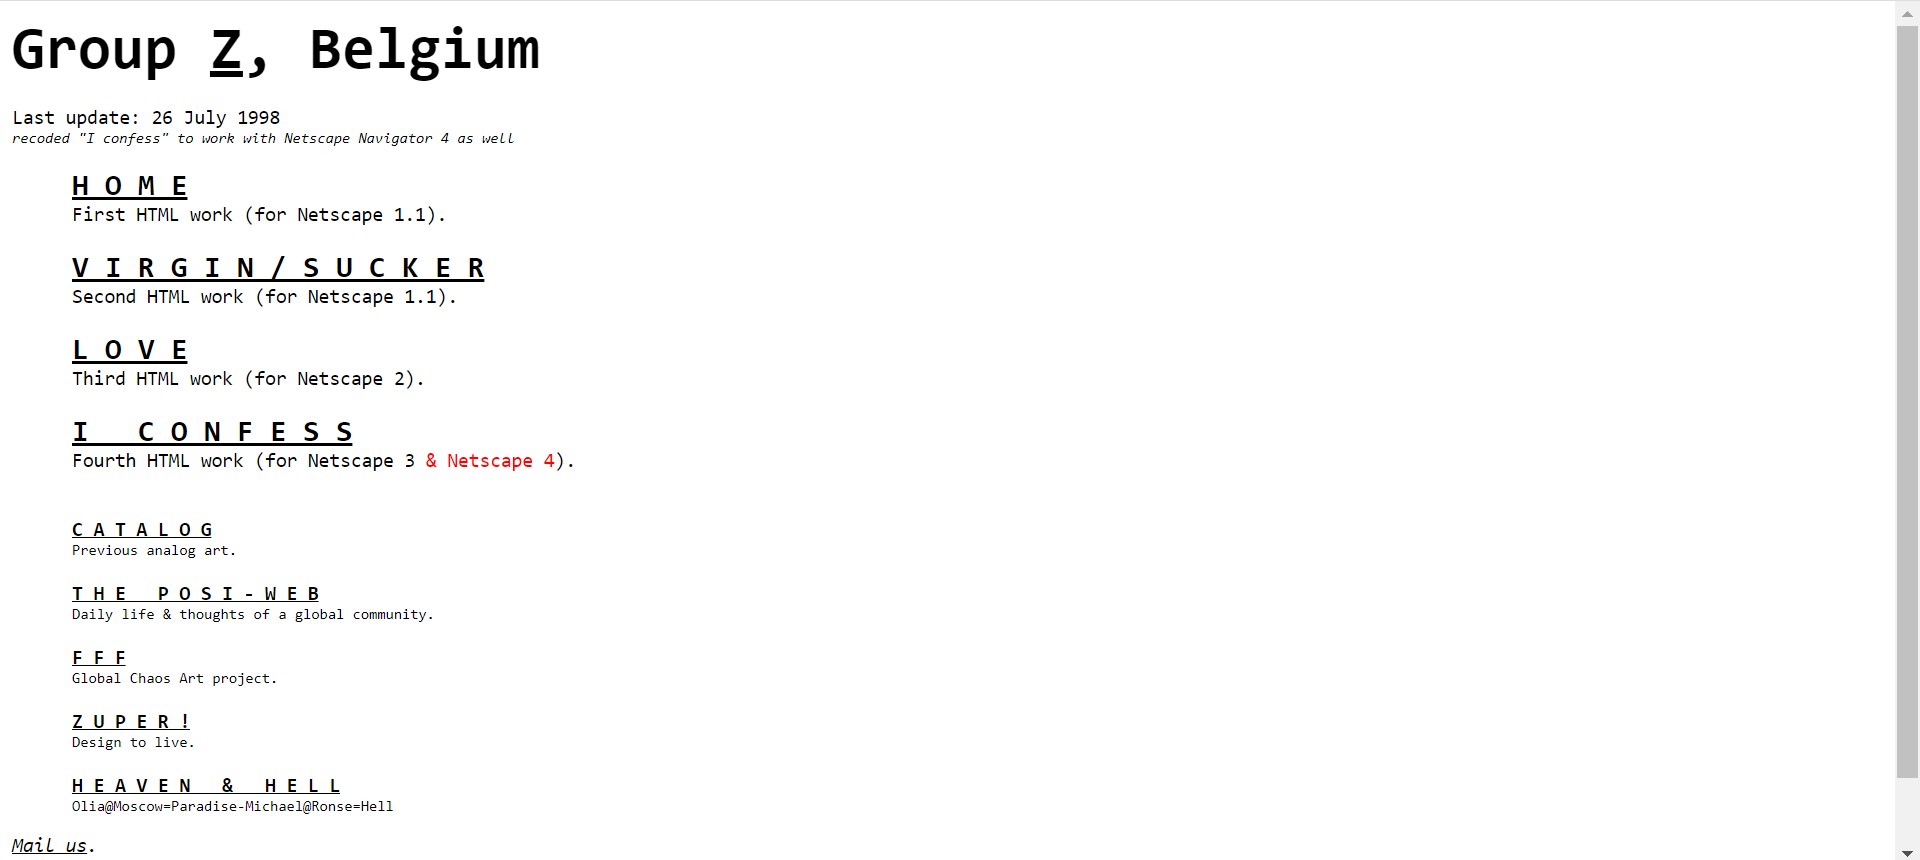 Group Z, Belgium
Last update: 26 July 1998
recoded "I confess" to work with Netscape Navigator 4 as well
H O M E
First HTML work (for Netscape 1.1).
V I R G I N / S U C K E R
Second HTML work (for Netscape 1.1).
L O V E
Third HTML work (for Netscape 2).
I   C O N F E S S
Fourth HTML work (for Netscape 3 & Netscape 4).
C A T A L O G
Previous analog art.
T H E   P O S I - W E B
Daily life & thoughts of a global community.
F F F
Global Chaos Art project.
Z U P E R !
Design to live.
H E A V E N   &   H E L L
Olia@Moscow=Paradise-Michael@Ronse=Hell
Mail us.